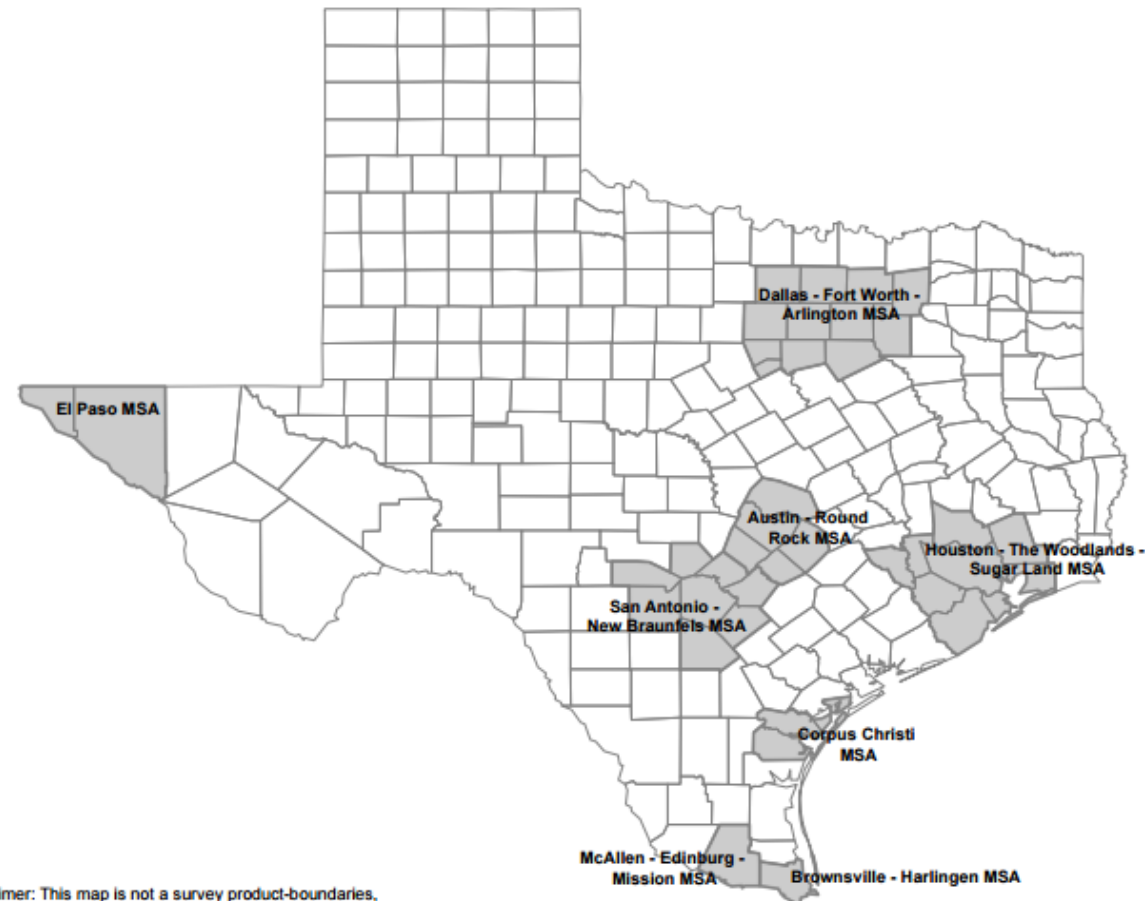 Dallas - Fort Worth -
Arlington MSA
El Paso MSA
Austin - Round
Rock MSA
Houston - The Woodlands -
Sugar Land MSA
San Antonio -
New Braunfels MSA
Corpus Christi
MSA
McAllen - Edinburg -
Mission MSA
Brownsville - Harlingen MSA
imer: This map is not a survey product-boundaries,